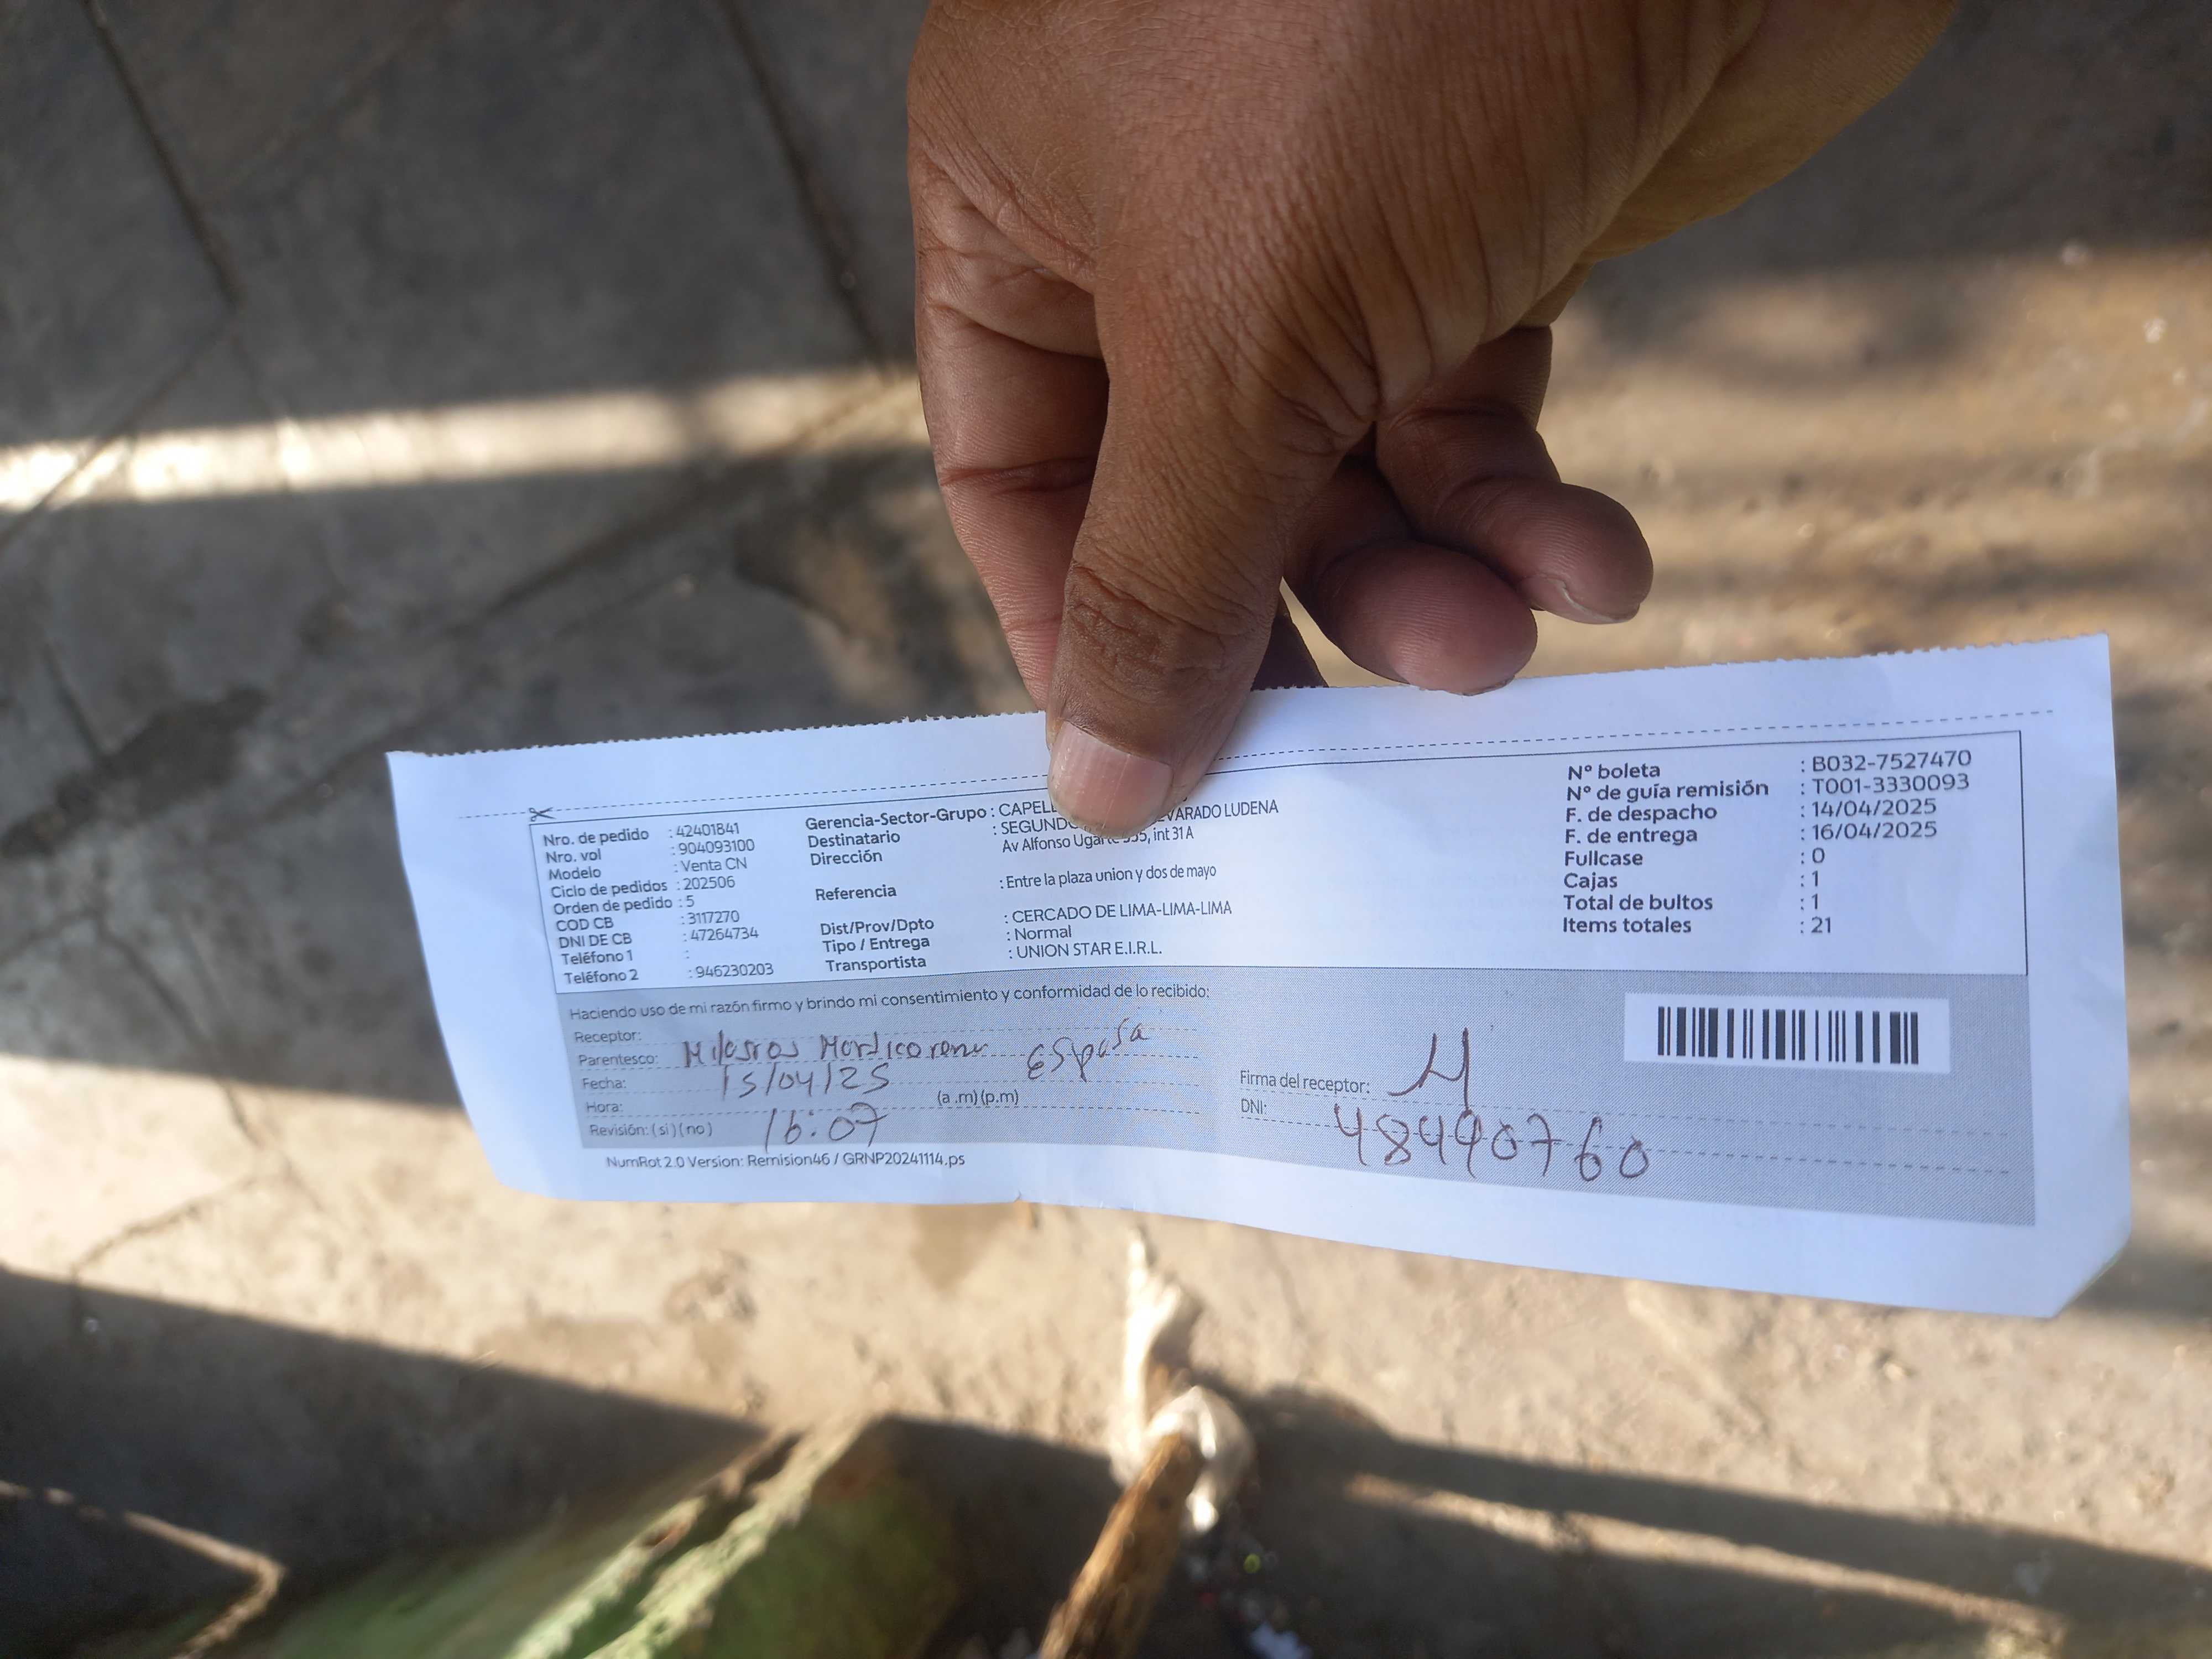 Nro. de pedido : 42401841
Nro. vol : 904093100
Modelo : Venta CN
Ciclo de pedidos : 202506
Orden de pedido : 5
COD CB : 3117270
DNI DE CB : 47264734
Teléfono 1 :
Teléfono 2 : 946230203
Gerencia-Sector-Grupo :
Destinatario : LUDENA
Dirección Av Alfonso int 31 A
Referencia : Entre la plaza union y dos de mayo
Dist/Prov/Dpto : CERCADO DE LIMA-LIMA-LIMA
Tipo / Entrega : Normal
Transportista : UNION STAR E.I.R.L.
Nº boleta : B032-7527470
Nº de guía remisión : T001-3330093
F. de despacho : 14/04/2025
F. de entrega : 16/04/2025
Fullcase : 0
Cajas : 1
Total de bultos : 1
Items totales : 21
Haciendo uso de mi razón firmo y brindo mi consentimiento y conformidad de lo recibido:
Receptor:
Parentesco: Milagros Esposa
Fecha: 15/04/25
Hora: (a .m) (p.m)
Revisión: (si) (no) 16:07
Firma del receptor:
DNI: 48490760
NumRot 2.0 Version: Remision46 / GRNP20241114.ps